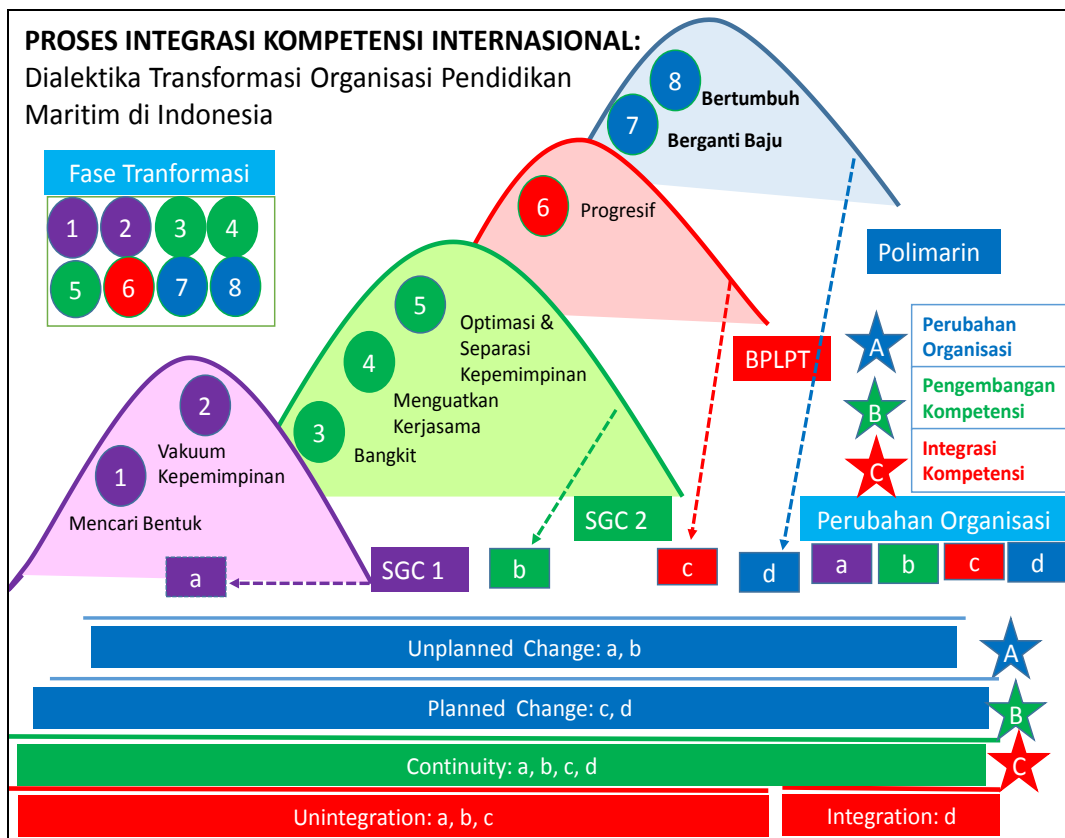 PROSES INTEGRASI KOMPETENSI INTERNASIONAL:
Dialektika Transformasi Organisasi Pendidikan
Maritim di Indonesia
Fase Tranformasi
1 2 3 4
5 6 7 8
8 Bertumbuh
7 Berganti Baju
6 Progresif
Polimarin
5 Optimasi &
Separasi
Kepemimpinan
4 Menguatkan
Kerjasama
3 Bangkit
BPLPT
2
Vakuum
Kepemimpinan
1
Mencari Bentuk
A Perubahan
Organisasi
B Pengembangan
Kompetensi
C Integrasi
Kompetensi
SGC 2
Perubahan Organisasi
a b c d
a
SGC 1
b
c
d
Unplanned Change: a, b
A
Planned Change: c, d
B
Continuity: a, b, c, d
C
Unintegration: a, b, c
Integration: d